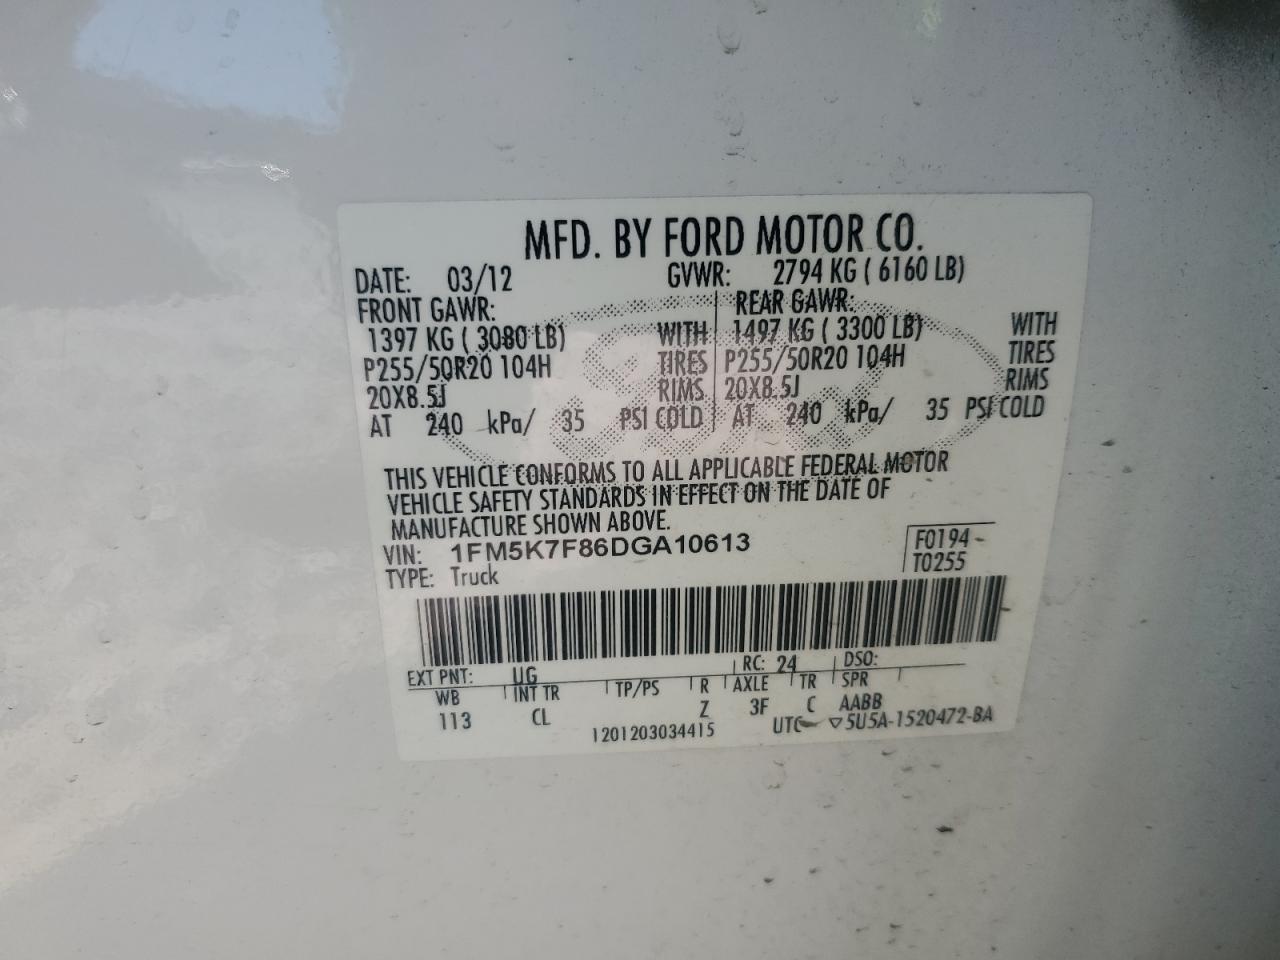 MFD. BY FORD MOTOR CO.
DATE: 03/12 GVWR: 2794 KG ( 6160 LB)
FRONT GAWR: REAR GAWR:
1397 KG ( 3080 LB) WITH 1497 KG ( 3300 LB) WITH
P255/50R20 104H TIRES P255/50R20 104H TIRES
20X8.5J RIMS 20X8.5J RIMS
AT 240 kPa/ 35 PSI COLD AT 240 kPa/ 35 PSI COLD
THIS VEHICLE CONFORMS TO ALL APPLICABLE FEDERAL MOTOR
VEHICLE SAFETY STANDARDS IN EFFECT ON THE DATE OF
MANUFACTURE SHOWN ABOVE.
VIN: 1FM5K7F86DGA10613 F0194
TYPE: Truck T0255
EXT PNT: UG RC: 24 DSO:
WB INT TR TP/PS R AXLE TR SPR
113 CL Z 3F C AABB
1201203034415 UTC ▽5U5A-1520472-BA